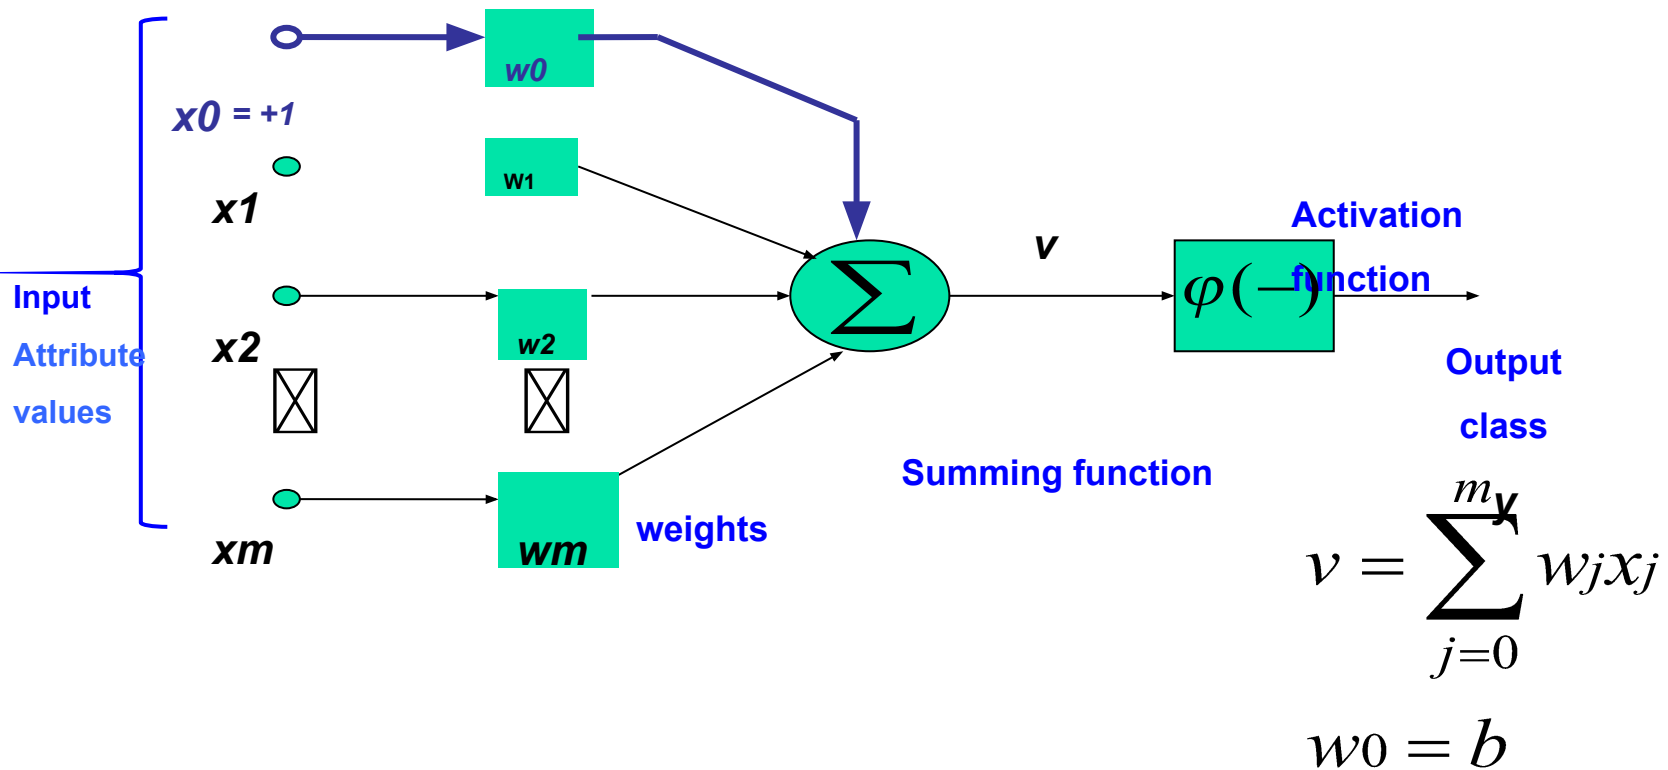 w0
x0 = +1
W1
x1
Activation
function
v
∑
φ(−)
Input
Attribute
values
x2
w2
Output
class
y
Summing function
weights
xm
wm
v = ∑ m j=0 wjxj
w0 = b